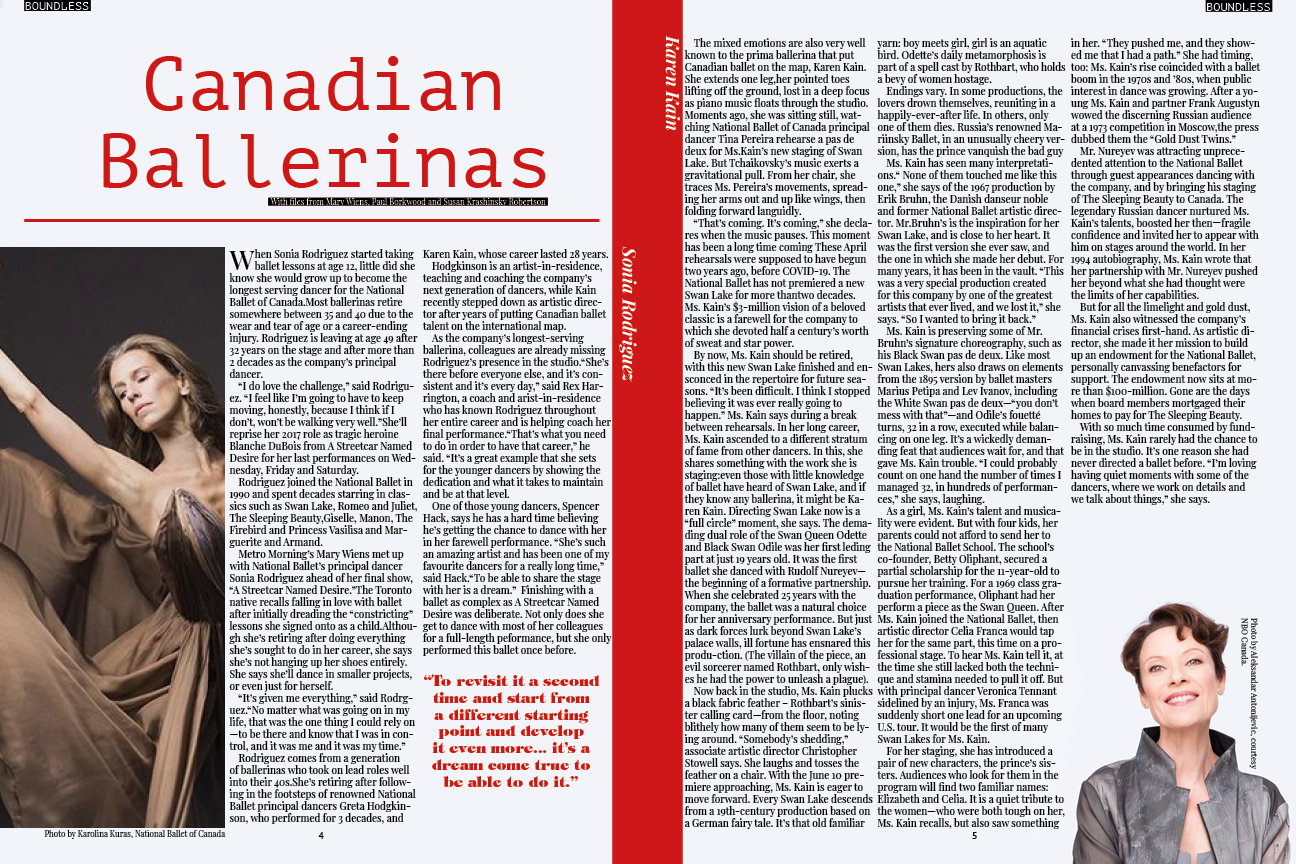 BOUNDLESS
BOUNDLESS
Canadian
Ballerinas
With files from Mary Wiens, Paul Borkwood and Susan Krashinsky Robertson
When Sonia Rodriguez started taking
ballet lessons at age 12, little did she
know she would grow up to become the
longest serving dancer for the National
Ballet of Canada.Most ballerinas retire
somewhere between 35 and 40 due to the
wear and tear of age or a career-ending
injury. Rodriguez is leaving at age 49 after
32 years on the stage and after more than
2 decades as the company's principal
dancer.
“I do love the challenge,” said Rodrigu-
ez. “I feel like I'm going to have to keep
moving, honestly, because I think if I
don't, won't be walking very well.”She'll
reprise her 2017 role as tragic heroine
Blanche DuBois from A Streetcar Named
Desire for her last performances on Wed-
nesday, Friday and Saturday.
Rodriguez joined the National Ballet in
1990 and spent decades starring in clas-
sics such as Swan Lake, Romeo and Juliet,
The Sleeping Beauty,Giselle, Manon, The
Firebird and Princess Vasilisa and Mar-
guerite and Armand.
Metro Morning's Mary Wiens met up
with National Ballet's principal dancer
Sonia Rodriguez ahead of her final show,
“A Streetcar Named Desire.”The Toronto
native recalls falling in love with ballet
after initially dreading the “constricting”
lessons she signed onto as a child.Althou-
gh she's retiring after doing everything
she's sought to do in her career, she says
she's not hanging up her shoes entirely.
She says she'll dance in smaller projects,
or even just for herself.
“It's given me everything,” said Rodrg-
uez.“No matter what was going on in my
life, that was the one thing I could rely on
—to be there and know that I was in con-
trol, and it was me and it was my time.”
Rodriguez comes from a generation
of ballerinas who took on lead roles well
into their 40s.She's retiring after follow-
ing in the footsteps of renowned National
Ballet principal dancers Greta Hodgkin-
son, who performed for 3 decades, and
Karen Kain, whose career lasted 28 years.
Hodgkinson is an artist-in-residence,
teaching and coaching the company's
next generation of dancers, while Kain
recently stepped down as artistic direc-
tor after years of putting Canadian ballet
talent on the international map.
As the company's longest-serving
ballerina, colleagues are already missing
Rodriguez's presence in the studio.“She's
there before everyone else, and it's con-
sistent and it's every day,” said Rex Har-
rington, a coach and arist-in-residence
who has known Rodriguez throughout
her entire career and is helping coach her
final performance.“That's what you need
to do in order to have that career,” he
said. “It's a great example that she sets
for the younger dancers by showing the
dedication and what it takes to maintain
and be at that level.
One of those young dancers, Spencer
Hack, says he has a hard time believing
he's getting the chance to dance with her
in her farewell performance. “She's such
an amazing artist and has been one of my
favourite dancers for a really long time,”
said Hack.“To be able to share the stage
with her is a dream.” Finishing with a
ballet as complex as A Streetcar Named
Desire was deliberate. Not only does she
get to dance with most of her colleagues
for a full-length peformance, but she only
performed this ballet once before.
“To revisit it a second
time and start from
a different starting
point and develop
it even more... it's a
dream come true to
be able to do it.”
Photo by Karolina Kuras, National Ballet of Canada
4
Sonia Rodriguez
Karen Kain
The mixed emotions are also very well
known to the prima ballerina that put
Canadian ballet on the map, Karen Kain.
She extends one leg,her pointed toes
lifting off the ground, lost in a deep focus
as piano music floats through the studio.
Moments ago, she was sitting still, wat-
ching National Ballet of Canada principal
dancer Tina Pereira rehearse a pas de
deux for Ms.Kain's new staging of Swan
Lake. But Tchaikovsky's music exerts a
gravitational pull. From her chair, she
traces Ms. Pereira's movements, spread-
ing her arms out and up like wings, then
folding forward languidly.
“That's coming. It's coming,” she decla-
res when the music pauses. This moment
has been a long time coming These April
rehearsals were supposed to have begun
two years ago, before COVID-19. The
National Ballet has not premiered a new
Swan Lake for more thantwo decades.
Ms. Kain's $3-million vision of a beloved
classic is a farewell for the company to
which she devoted half a century's worth
of sweat and star power.
By now, Ms. Kain should be retired,
with this new Swan Lake finished and en-
sconced in the repertoire for future sea-
sons. “It's been difficult. I think I stopped
believing it was ever really going to
happen.” Ms. Kain says during a break
between rehearsals. In her long career,
Ms. Kain ascended to a different stratum
of fame from other dancers. In this, she
shares something with the work she is
staging:even those with little knowledge
of ballet have heard of Swan Lake, and if
they know any ballerina, it might be Ka-
ren Kain. Directing Swan Lake now is a
“full circle” moment, she says. The dema-
ding dual role of the Swan Queen Odette
and Black Swan Odile was her first leding
part at just 19 years old. It was the first
ballet she danced with Rudolf Nureyev—
the beginning of a formative partnership.
When she celebrated 25 years with the
company, the ballet was a natural choice
for her anniversary performance. But just
as dark forces lurk beyond Swan Lake's
palace walls, ill fortune has ensnared this
produ-ction. (The villain of the piece, an
evil sorcerer named Rothbart, only wish-
es he had the power to unleash a plague).
Now back in the studio, Ms. Kain plucks
a black fabric feather – Rothbart's sinis-
ter calling card—from the floor, noting
blithely how many of them seem to be ly-
ing around. “Somebody's shedding,”
associate artistic director Christopher
Stowell says. She laughs and tosses the
feather on a chair. With the June 10 pre-
miere approaching, Ms. Kain is eager to
move forward. Every Swan Lake descends
from a 19th-century production based on
a German fairy tale. It's that old familiar
yarn: boy meets girl, girl is an aquatic
bird. Odette's daily metamorphosis is
part of a spell cast by Rothbart, who holds
a bevy of women hostage.
Endings vary. In some productions, the
lovers drown themselves, reuniting in a
happily-ever-after life. In others, only
one of them dies. Russia's renowned Ma-
riinsky Ballet, in an unusually cheery ver-
sion, has the prince vanquish the bad guy
Ms. Kain has seen many interpretati-
ons.“ None of them touched me like this
one,” she says of the 1967 production by
Erik Bruhn, the Danish danseur noble
and former National Ballet artistic direc-
tor. Mr.Bruhn's is the inspiration for her
Swan Lake, and is close to her heart. It
was the first version she ever saw, and
the one in which she made her debut. For
many years, it has been in the vault. “This
was a very special production created
for this company by one of the greatest
artists that ever lived, and we lost it,” she
says. “So I wanted to bring it back.”
Ms. Kain is preserving some of Mr.
Bruhn's signature choreography, such as
his Black Swan pas de deux. Like most
Swan Lakes, hers also draws on elements
from the 1895 version by ballet masters
Marius Petipa and Lev Ivanov, including
the White Swan pas de deux—“you don't
mess with that”—and Odile's fouetté
turns, 32 in a row, executed while balan-
cing on one leg. It's a wickedly deman-
ding feat that audiences wait for, and that
gave Ms. Kain trouble. “I could probably
count on one hand the number of times I
managed 32, in hundreds of performan-
ces,” she says, laughing.
As a girl, Ms. Kain's talent and musica-
lity were evident. But with four kids, her
parents could not afford to send her to
the National Ballet School. The school's
co-founder, Betty Oliphant, secured a
partial scholarship for the 11-year-old to
pursue her training. For a 1969 class gra-
duation performance, Oliphant had her
perform a piece as the Swan Queen. After
Ms. Kain joined the National Ballet, then
artistic director Celia Franca would tap
her for the same part, this time on a pro-
fessional stage. To hear Ms. Kain tell it, at
the time she still lacked both the techni-
que and stamina needed to pull it off. But
with principal dancer Veronica Tennant
sidelined by an injury, Ms. Franca was
suddenly short one lead for an upcoming
U.S. tour. It would be the first of many
Swan Lakes for Ms. Kain.
For her staging, she has introduced a
pair of new characters, the prince's sis-
ters. Audiences who look for them in the
program will find two familiar names:
Elizabeth and Celia. It is a quiet tribute to
the women—who were both tough on her,
Ms. Kain recalls, but also saw something
in her. “They pushed me, and they show-
ed me that I had a path.” She had timing,
too: Ms. Kain's rise coincided with a ballet
boom in the 1970s and '80s, when public
interest in dance was growing. After a yo-
ung Ms. Kain and partner Frank Augustyn
wowed the discerning Russian audience
at a 1973 competition in Moscow,the press
dubbed them the “Gold Dust Twins.”
Mr. Nureyev was attracting unprece-
dented attention to the National Ballet
through guest appearances dancing with
the company, and by bringing his staging
of The Sleeping Beauty to Canada. The
legendary Russian dancer nurtured Ms.
Kain's talents, boosted her then—fragile
confidence and invited her to appear with
him on stages around the world. In her
1994 autobiography, Ms. Kain wrote that
her partnership with Mr. Nureyev pushed
her beyond what she had thought were
the limits of her capabilities.
But for all the limelight and gold dust,
Ms. Kain also witnessed the company's
financial crises first-hand. As artistic di-
rector, she made it her mission to build
up an endowment for the National Ballet,
personally canvassing benefactors for
support. The endowment now sits at mo-
re than $100-million. Gone are the days
when board members mortgaged their
homes to pay for The Sleeping Beauty.
With so much time consumed by fund-
raising, Ms. Kain rarely had the chance to
be in the studio. It's one reason she had
never directed a ballet before. “I'm loving
having quiet moments with some of the
dancers, where we work on details and
we talk about things,” she says.
Photo by Aleksandar Antonijevic, courtesy
NBO Canada.
5